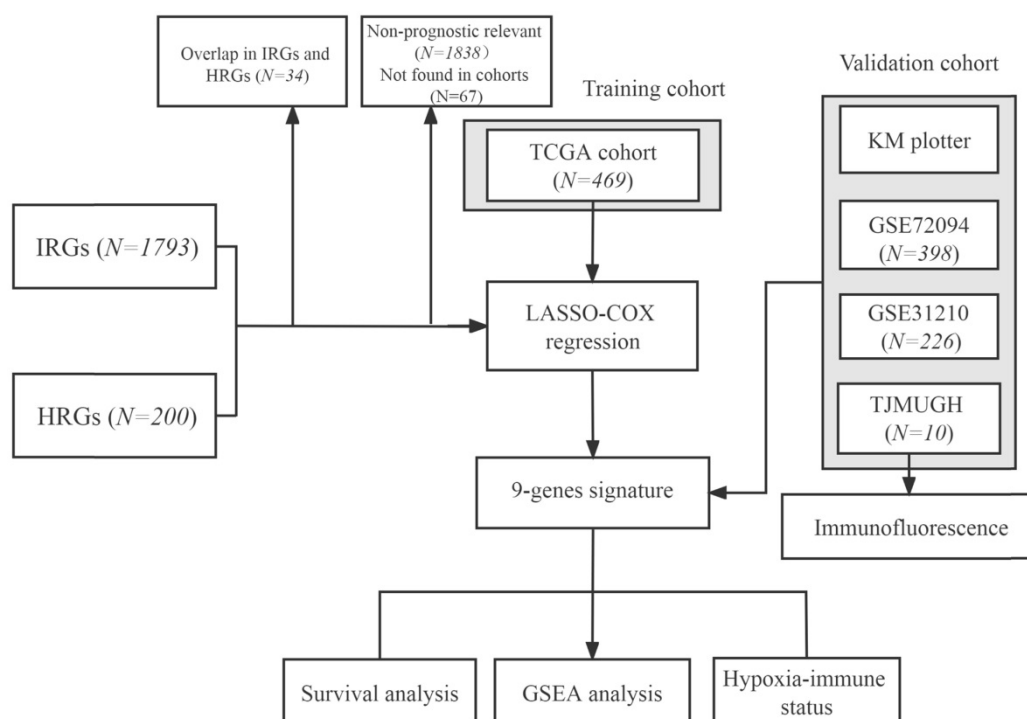 Overlap in IRGs and
HRGs (N=34)
Non-prognostic relevant
(N=1838)
Not found in cohorts
(N=67)
Training cohort
TCGA cohort
(N=469)
Validation cohort
KM plotter
GSE72094
(N=398)
GSE31210
(N=226)
TJMUGH
(N=10)
Immunofluorescence
IRGs (N=1793)
HRGs (N=200)
LASSO-COX
regression
9-genes signature
Survival analysis
GSEA analysis
Hypoxia-immune
status